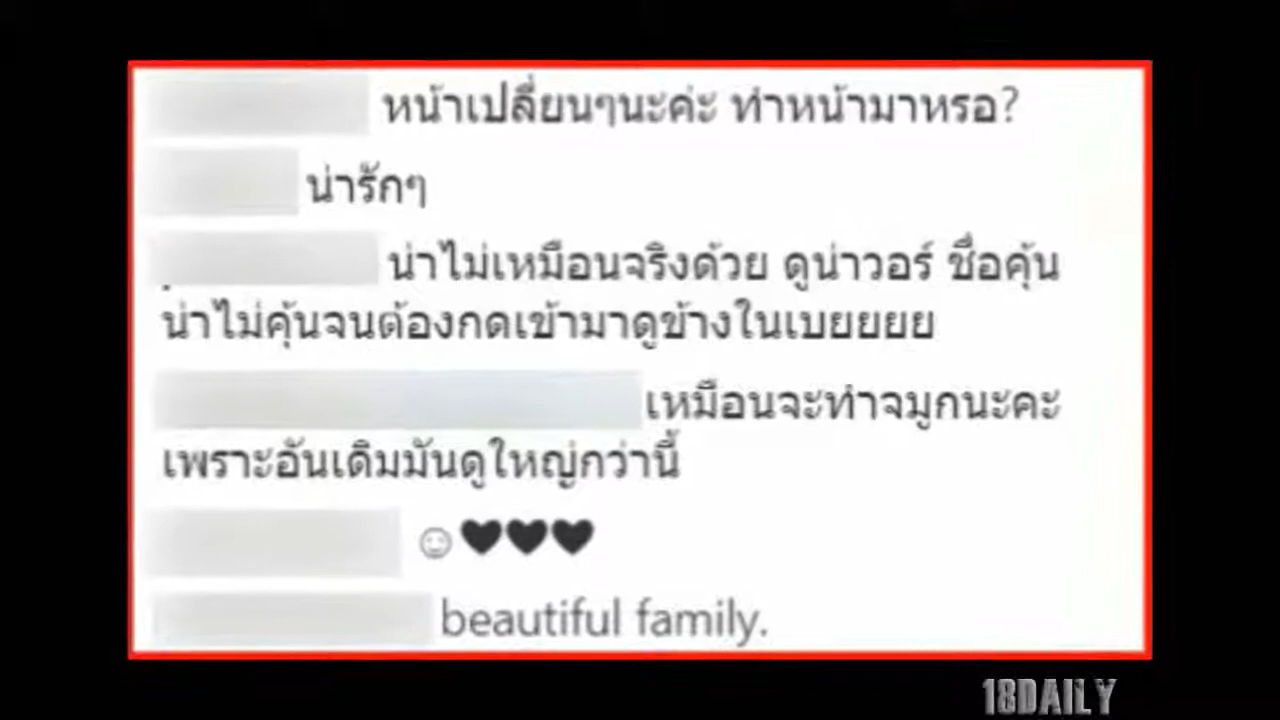 หน้าเปลี่ยนๆนะค่ะ ทำหน้ามาหรอ?
น่ารักๆ
น่าไม่เหมือนจริงด้วย ดูน่าวอร์ ชื่อคุ้น
น่าไม่คุ้นจนต้องกดเข้ามาดูข้างในเบยยยย
เหมือนจะทำจมูกนะคะ
เพราะอันเดิมมันดูใหญ่กว่านี้
☺🖤🖤🖤
beautiful family.
18DAILY